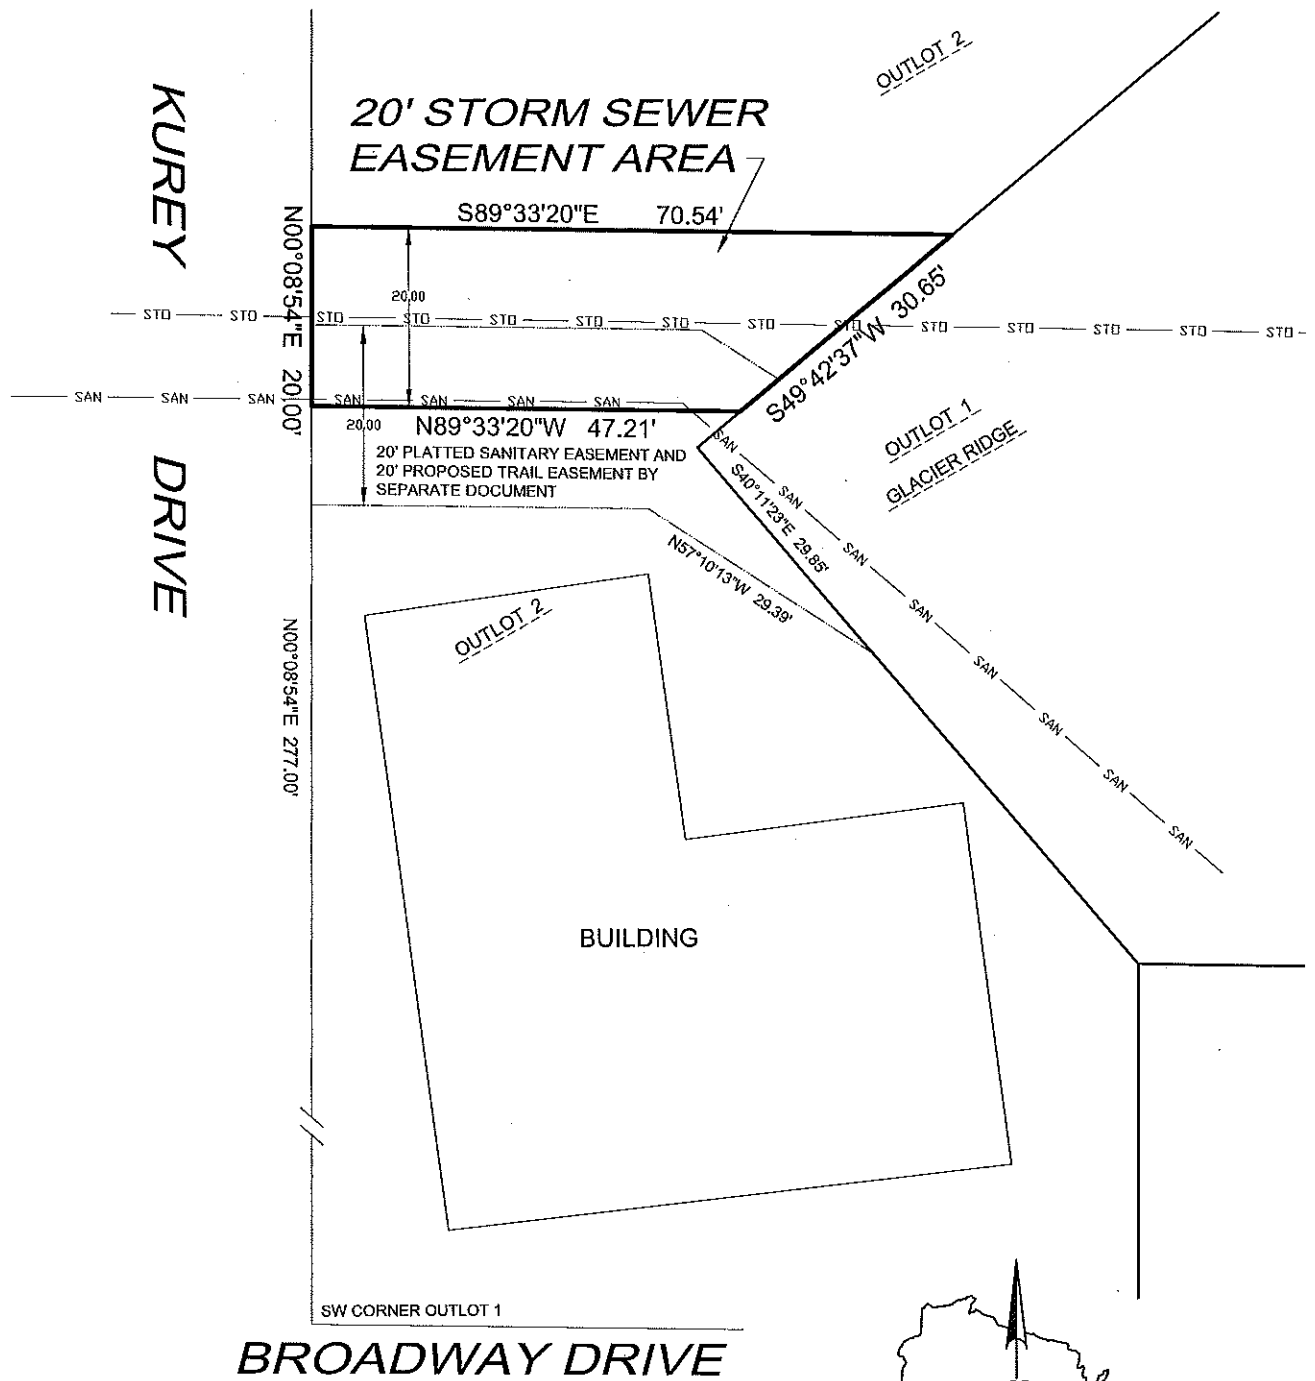 OUTLOT 2
20' STORM SEWER
EASEMENT AREA
KUREY DRIVE
S89°33'20"E 70.54'
N00°08'54"E 20.00'
20.00
S49°42'37"W 30.65'
STO STO STO STO STO STO STO STO STO STO STO STO STO STO
SAN SAN SAN SAN SAN SAN SAN
20.00
N89°33'20"W 47.21'
20' PLATTED SANITARY EASEMENT AND
20' PROPOSED TRAIL EASEMENT BY
SEPARATE DOCUMENT
OUTLOT 1
GLACIER RIDGE
SAN SAN SAN SAN SAN SAN SAN SAN
S40°11'23"E 29.85'
N57°10'13"W 29.39'
OUTLOT 2
N00°08'54"E 277.00'
BUILDING
SW CORNER OUTLOT 1
BROADWAY DRIVE